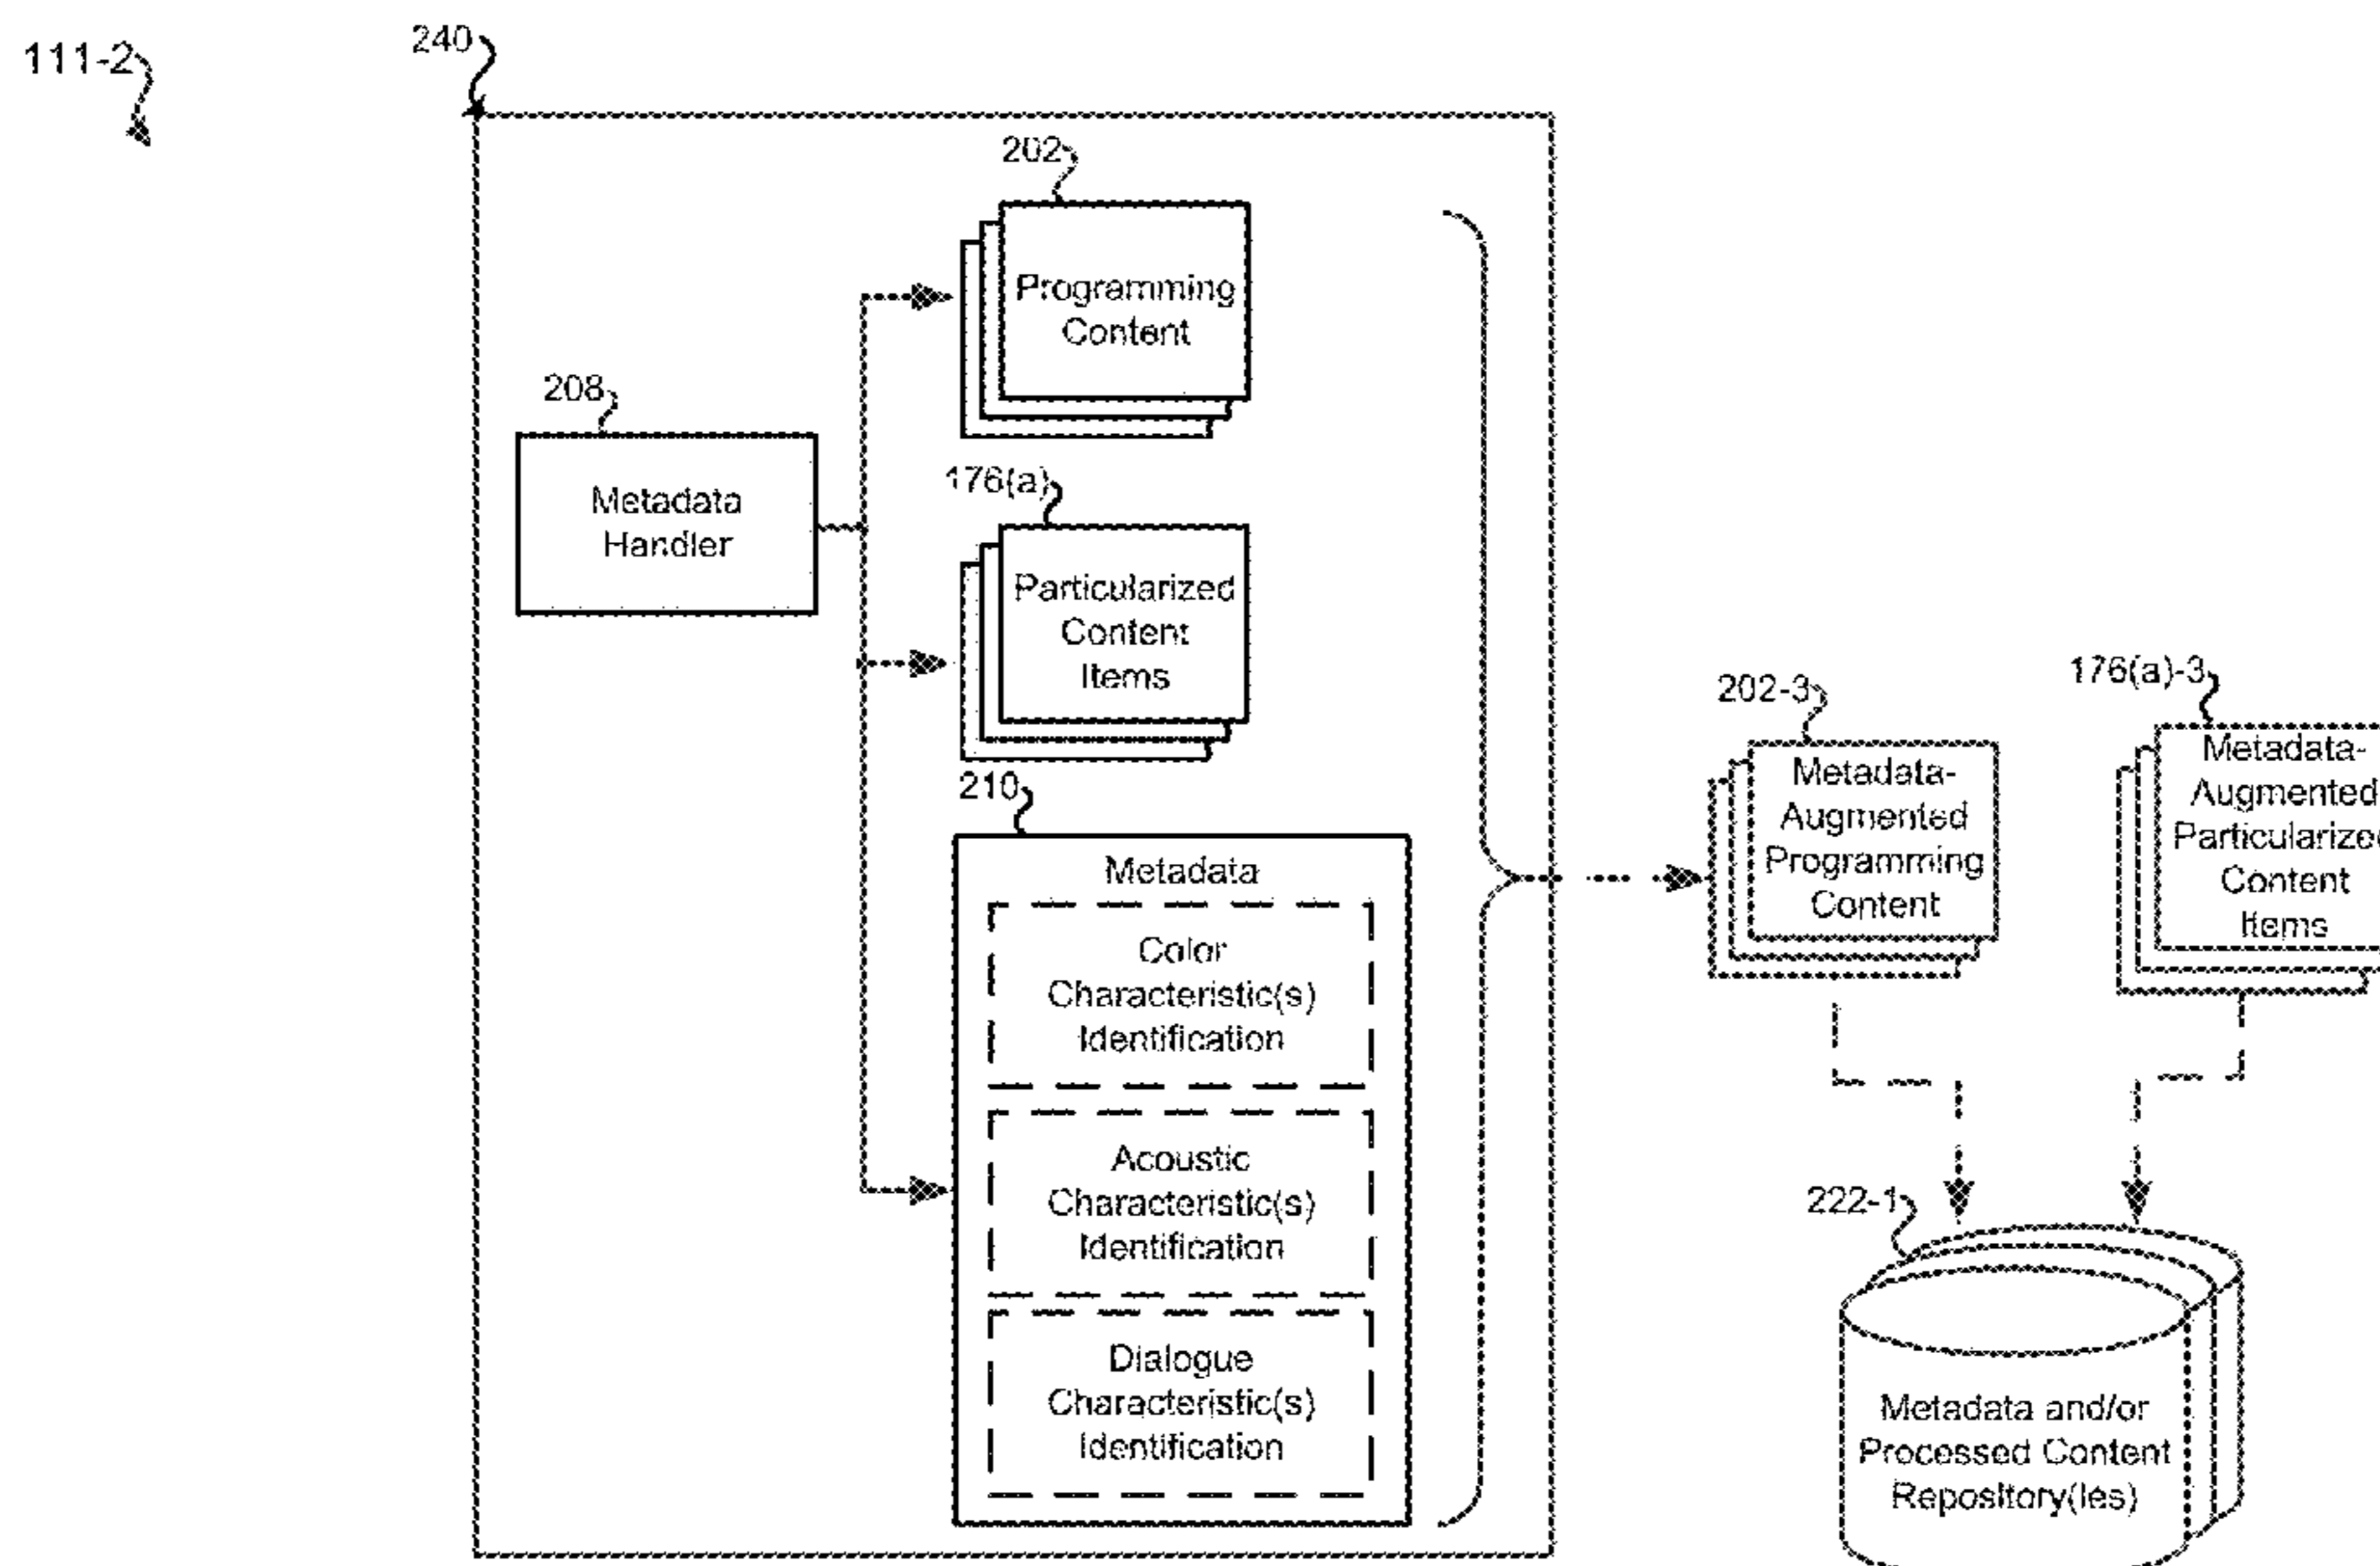 111-2
240
202
Programming
Content
208
Metadata
Handler
176(a)
Particularized
Content
Items
210
Metadata
Color
Characteristic(s)
Identification
Acoustic
Characteristic(s)
Identification
Dialogue
Characteristic(s)
Identification
202-3
Metadata-
Augmented
Programming
Content
176(a)-3
Metadata-
Augmented
Particularized
Content
Items
222-1
Metadata and/or
Processed Content
Repository(ies)